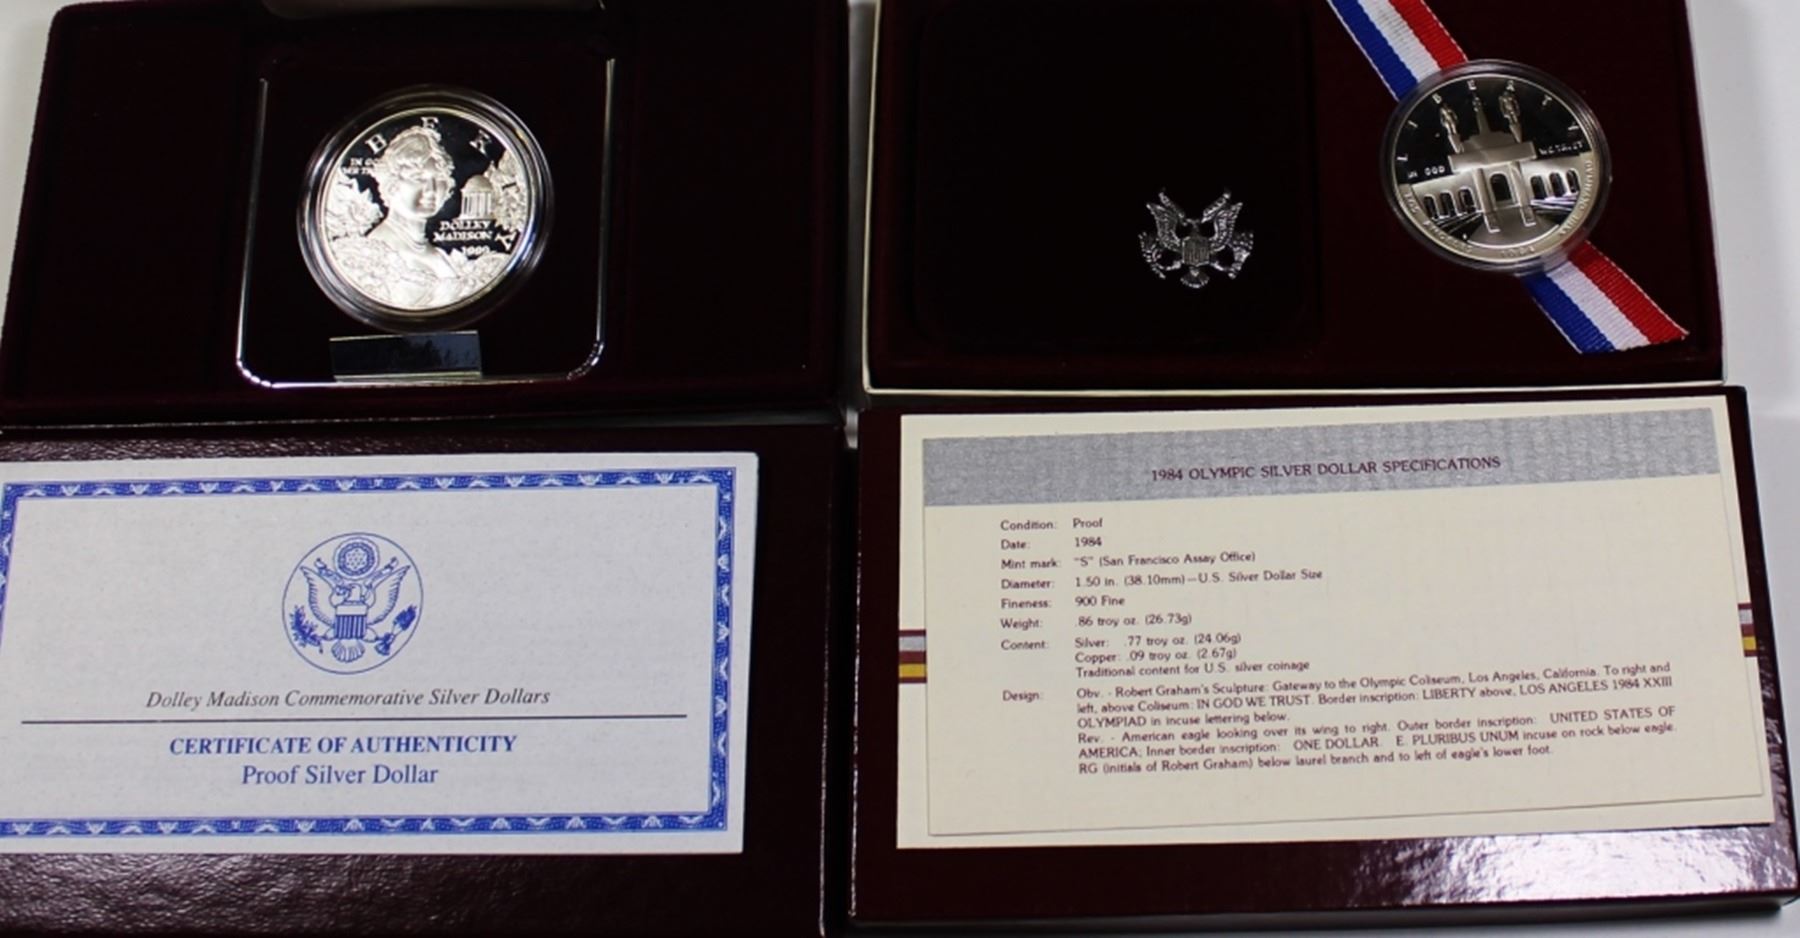 LIBERTY
IN GOD
DOLLEY
MADISON
1999
LIBERTY
IN GOD WE TRUST
Dolley Madison Commemorative Silver Dollars
CERTIFICATE OF AUTHENTICITY
Proof Silver Dollar
1984 OLYMPIC SILVER DOLLAR SPECIFICATIONS
Condition: Proof
Date: 1984
Mint mark: "S" (San Francisco Assay Office)
Diameter: 1.50 in. (38.10mm)—U.S. Silver Dollar Size
Fineness: 900 Fine
Weight: .86 troy oz. (26.73g)
Content: Silver: .77 troy oz. (24.06g)
Copper: .09 troy oz. (2.67g)
Traditional content for U.S. silver coinage
Design: Obv. - Robert Graham's Sculpture: Gateway to the Olympic Coliseum, Los Angeles, California. To right and
left, above Coliseum: IN GOD WE TRUST. Border inscription: LIBERTY above, LOS ANGELES 1984 XXIII
OLYMPIAD in incuse lettering below.
Rev. - American eagle looking over its wing to right. Outer border inscription: UNITED STATES OF
AMERICA; Inner border inscription: ONE DOLLAR. E. PLURIBUS UNUM incuse on rock below eagle.
RG (initials of Robert Graham) below laurel branch and to left of eagle's lower foot.